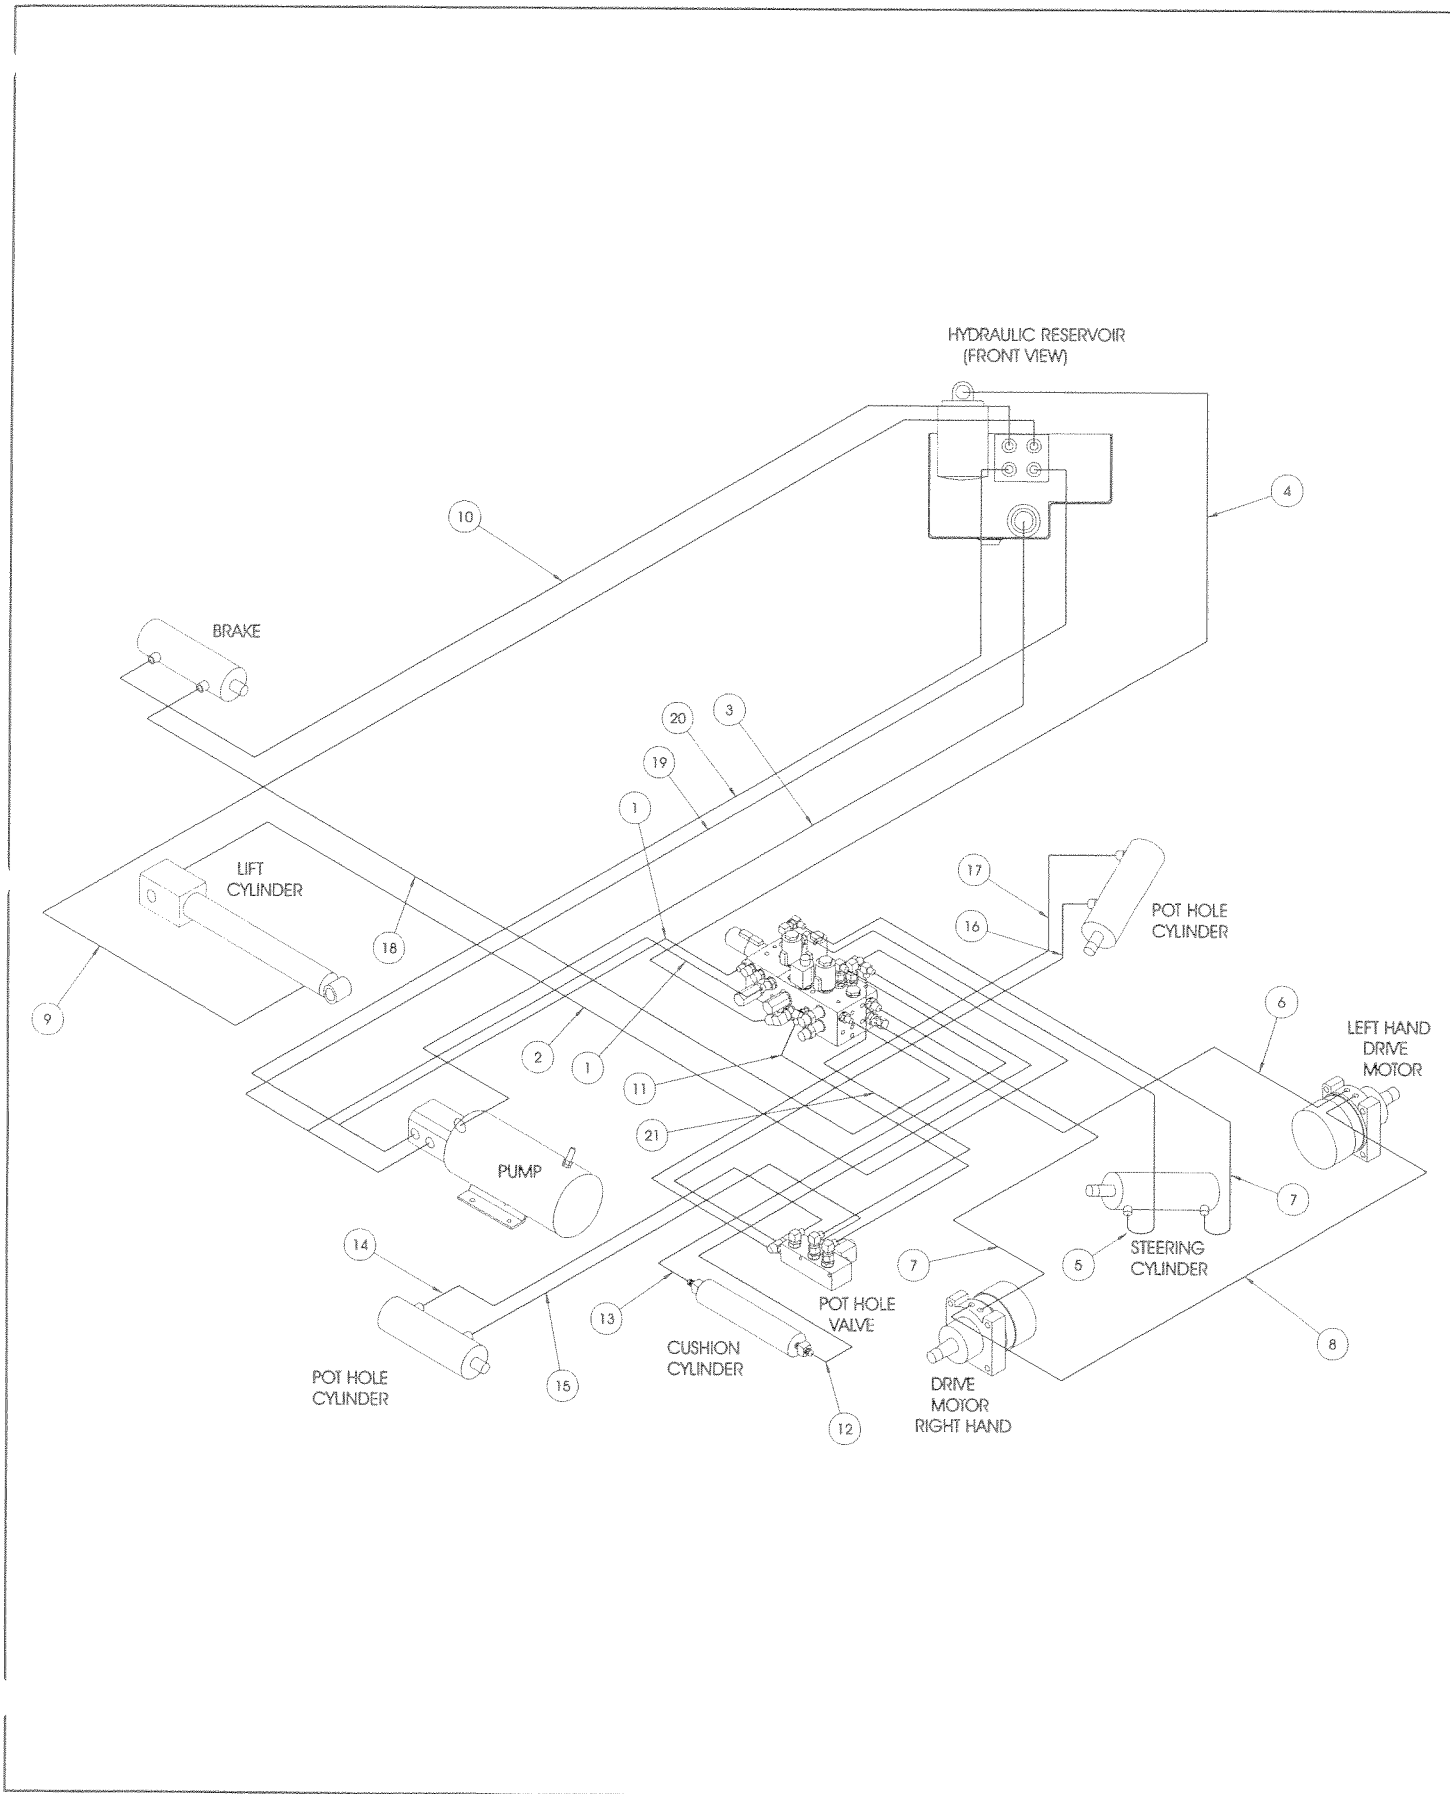 HYDRAULIC RESERVOIR
(FRONT VIEW)
4
10
BRAKE
20
3
19
1
LIFT
CYLINDER
17
POT HOLE
CYLINDER
16
18
9
6
LEFT HAND
DRIVE
MOTOR
2
1
11
21
PUMP
7
14
5
STEERING
CYLINDER
7
13
POT HOLE
VALVE
8
CUSHION
CYLINDER
POT HOLE
CYLINDER
15
DRIVE
MOTOR
RIGHT HAND
12